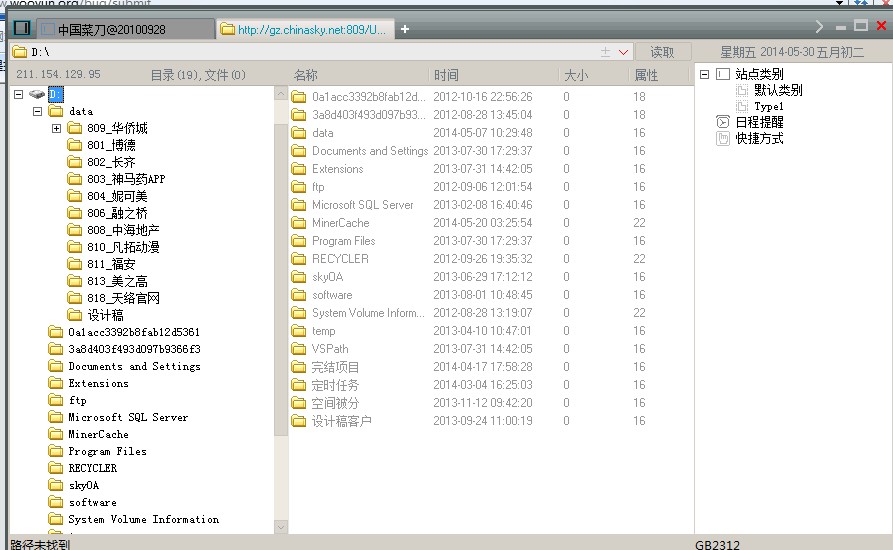 w.wooyun.org/bug/submit
中国菜刀@20100928
http://gz.chinasky.net:809/U...
D:\
读取
星期五 2014-05-30 五月初二
211.154.129.95 目录(19),文件(0)
名称 时间 大小 属性
D:
data
809_华侨城
801_博德
802_长齐
803_神马药APP
804_妮可美
806_融之桥
808_中海地产
810_凡拓动漫
811_福安
813_美之高
818_天络官网
设计稿
0a1acc3392b8fab12d5361
3a8d403f493d097b9366f3
Documents and Settings
Extensions
ftp
Microsoft SQL Server
MinerCache
Program Files
RECYCLER
skyOA
software
System Volume Information
0a1acc3392b8fab12d... 2012-10-16 22:56:26 0 18
3a8d403f493d097b93... 2012-08-28 13:45:04 0 18
data 2014-05-07 10:29:48 0 16
Documents and Settings 2013-07-30 17:29:37 0 16
Extensions 2013-07-31 14:42:05 0 16
ftp 2012-09-06 12:01:54 0 16
Microsoft SQL Server 2013-02-08 16:40:46 0 16
MinerCache 2014-05-20 03:25:54 0 22
Program Files 2013-07-30 17:29:37 0 16
RECYCLER 2012-09-26 19:35:32 0 22
skyOA 2013-06-29 17:12:12 0 16
software 2013-08-01 10:48:45 0 16
System Volume Inform... 2012-08-28 13:19:07 0 22
temp 2013-04-10 10:47:01 0 16
VSPath 2013-07-31 14:42:05 0 16
完结项目 2014-04-17 17:58:28 0 16
定时任务 2014-03-04 16:25:03 0 16
空间被分 2013-11-12 09:42:20 0 16
设计稿客户 2013-09-24 11:00:19 0 16
站点类别
默认类别
Type1
日程提醒
快捷方式
路径未找到
GB2312